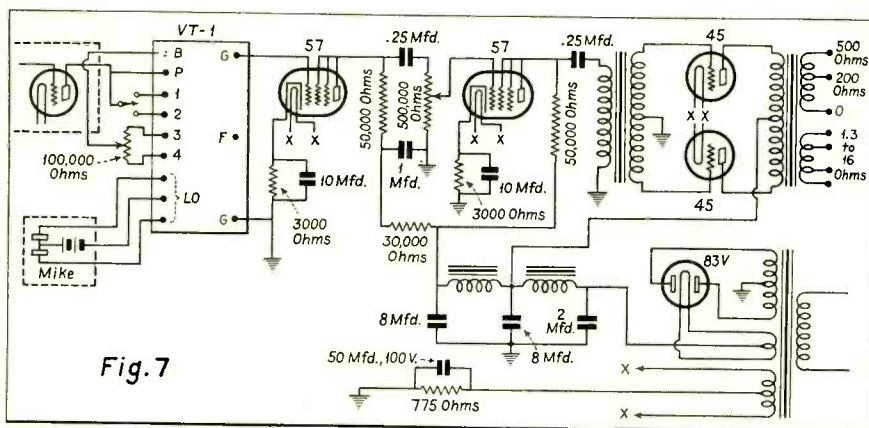 VT-1
B
P
1
2
3
4
LO
G
F
G
100,000
Ohms
Mike
57
X
X
10 Mfd.
3000
Ohms
50,000 Ohms
.25
Mfd.
500,000
Ohms
1
Mfd.
30,000
Ohms
57
X
X
10 Mfd.
3000 Ohms
.25 Mfd.
50,000 Ohms
45
X X
45
500
Ohms
200
Ohms
0
1.3
to
16
Ohms
83V
8 Mfd.
8 Mfd.
2
Mfd.
50 Mfd., 100 V.
775 Ohms
X
X
Fig. 7